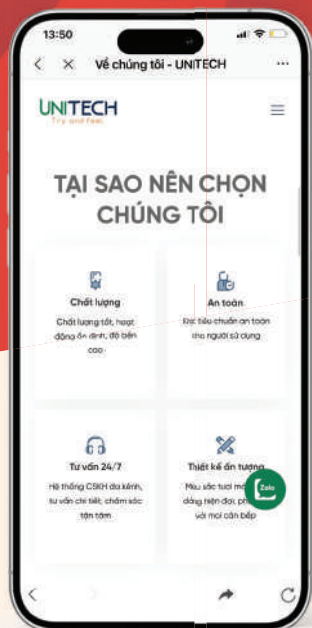 13:50
Về chúng tôi - UNITECH
UNITECH
Try and feel
TẠI SAO NÊN CHỌN
CHÚNG TÔI
Chất lượng
Chất lượng tốt, hoạt
động ổn định, độ bền
cao
An toàn
tiêu chuẩn an toàn
cho người sử dụng
Tư vấn 24/7
Hệ thống CSKH đa kênh,
tư vấn chi tiết, chăm sóc
tận tâm
Thiết kế ấn tượng
Màu sắc tươi
dáng hiện đại,
với mọi căn bếp
Zalo